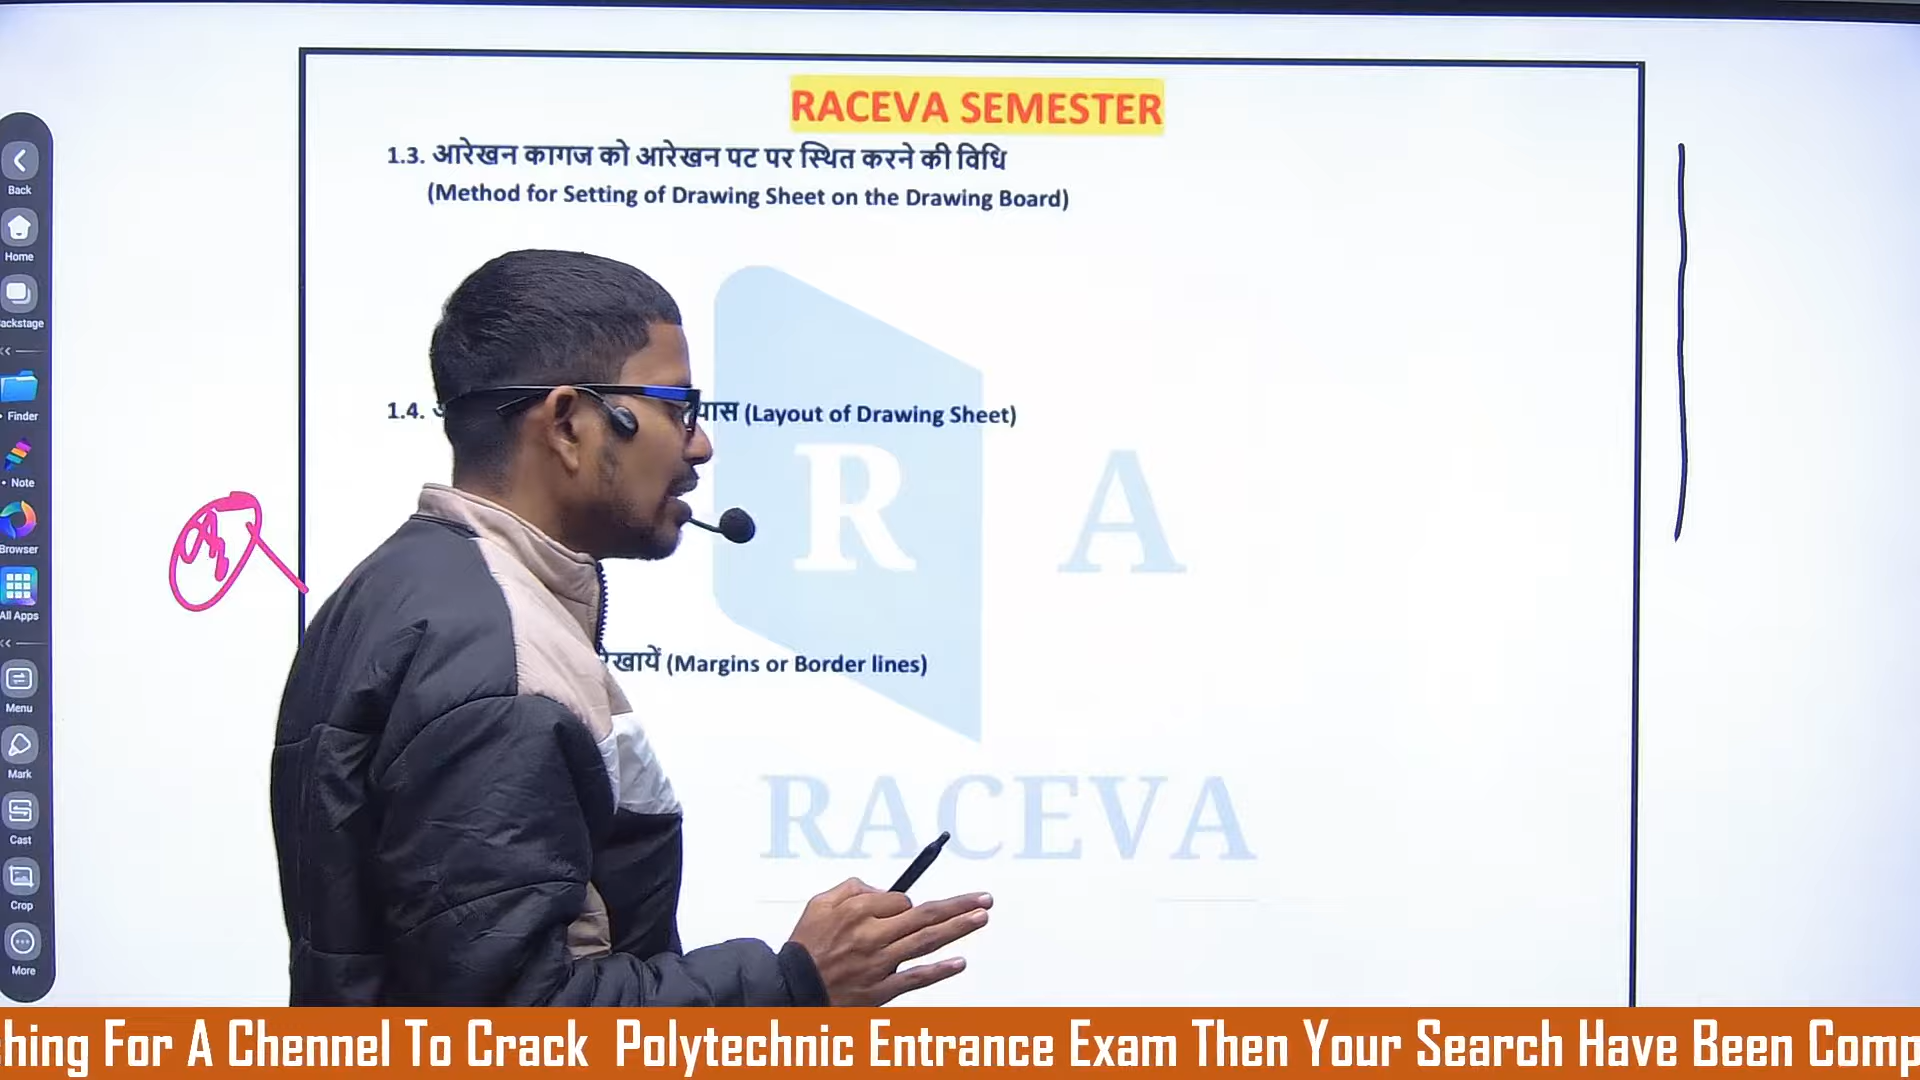 RACEVA SEMESTER
1.3. आरेखन कागज को आरेखन पट पर स्थित करने की विधि
(Method for Setting of Drawing Sheet on the Drawing Board)
1.4. (Layout of Drawing Sheet)
R A
रेखायें (Margins or Border lines)
RACEVA
Back
Home
ackstage
Finder
Note
Browser
All Apps
Menu
Mark
Cast
Crop
More
hing For A Chennel To Crack Polytechnic Entrance Exam Then Your Search Have Been Comp